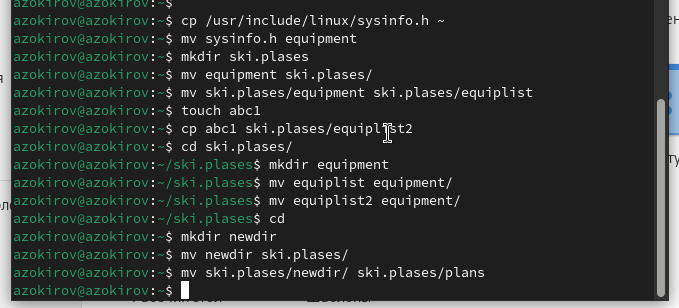 azokirov@azokirov:~$
azokirov@azokirov:~$ cp /usr/include/linux/sysinfo.h ~
azokirov@azokirov:~$ mv sysinfo.h equipment
azokirov@azokirov:~$ mkdir ski.plases
azokirov@azokirov:~$ mv equipment ski.plases/
azokirov@azokirov:~$ mv ski.plases/equipment ski.plases/equiplist
azokirov@azokirov:~$ touch abc1
azokirov@azokirov:~$ cp abc1 ski.plases/equiplist2
azokirov@azokirov:~$ cd ski.plases/
azokirov@azokirov:~/ski.plases$ mkdir equipment
azokirov@azokirov:~/ski.plases$ mv equiplist equipment/
azokirov@azokirov:~/ski.plases$ mv equiplist2 equipment/
azokirov@azokirov:~/ski.plases$ cd
azokirov@azokirov:~$ mkdir newdir
azokirov@azokirov:~$ mv newdir ski.plases/
azokirov@azokirov:~$ mv ski.plases/newdir/ ski.plases/plans
azokirov@azokirov:~$